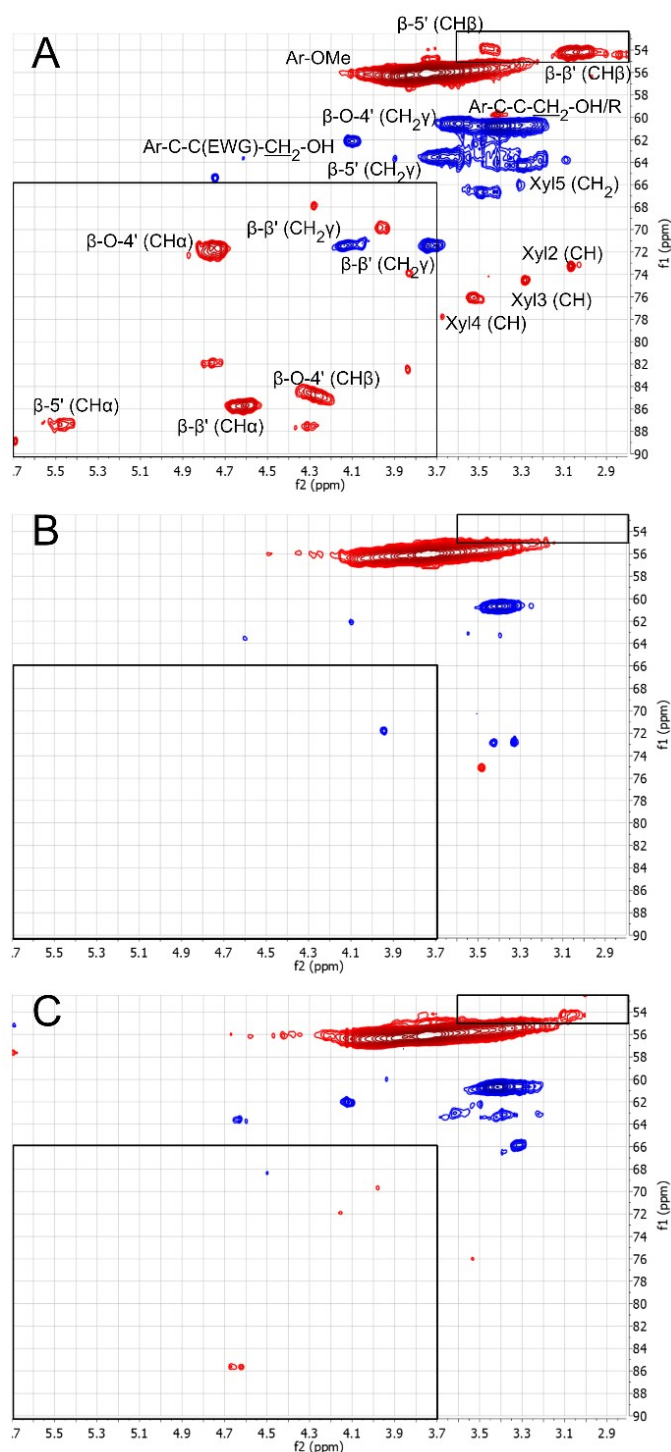 A
β-5' (CHβ)
Ar-OMe
β-β' (CHβ)
β-O-4' (CH2γ)
Ar-C-C-CH2-OH/R
Ar-C-C(EWG)-CH2-OH
β-5' (CH2γ)
Xyl5 (CH2)
β-O-4' (CHα)
β-β' (CH2γ)
β-β' (CH2γ)
Xyl2 (CH)
Xyl3 (CH)
Xyl4 (CH)
β-O-4' (CHβ)
β-5' (CHα)
β-β' (CHα)
54
56
58
60
62
64
66
68
70
72
74
76
78
80
82
84
86
88
90
f1 (ppm)
.7 5.5 5.3 5.1 4.9 4.7 4.5 4.3 4.1 3.9 3.7 3.5 3.3 3.1 2.9
f2 (ppm)
B
54
56
58
60
62
64
66
68
70
72
74
76
78
80
82
84
86
88
90
f1 (ppm)
.7 5.5 5.3 5.1 4.9 4.7 4.5 4.3 4.1 3.9 3.7 3.5 3.3 3.1 2.9
f2 (ppm)
C
54
56
58
60
62
64
66
68
70
72
74
76
78
80
82
84
86
88
90
f1 (ppm)
.7 5.5 5.3 5.1 4.9 4.7 4.5 4.3 4.1 3.9 3.7 3.5 3.3 3.1 2.9
f2 (ppm)